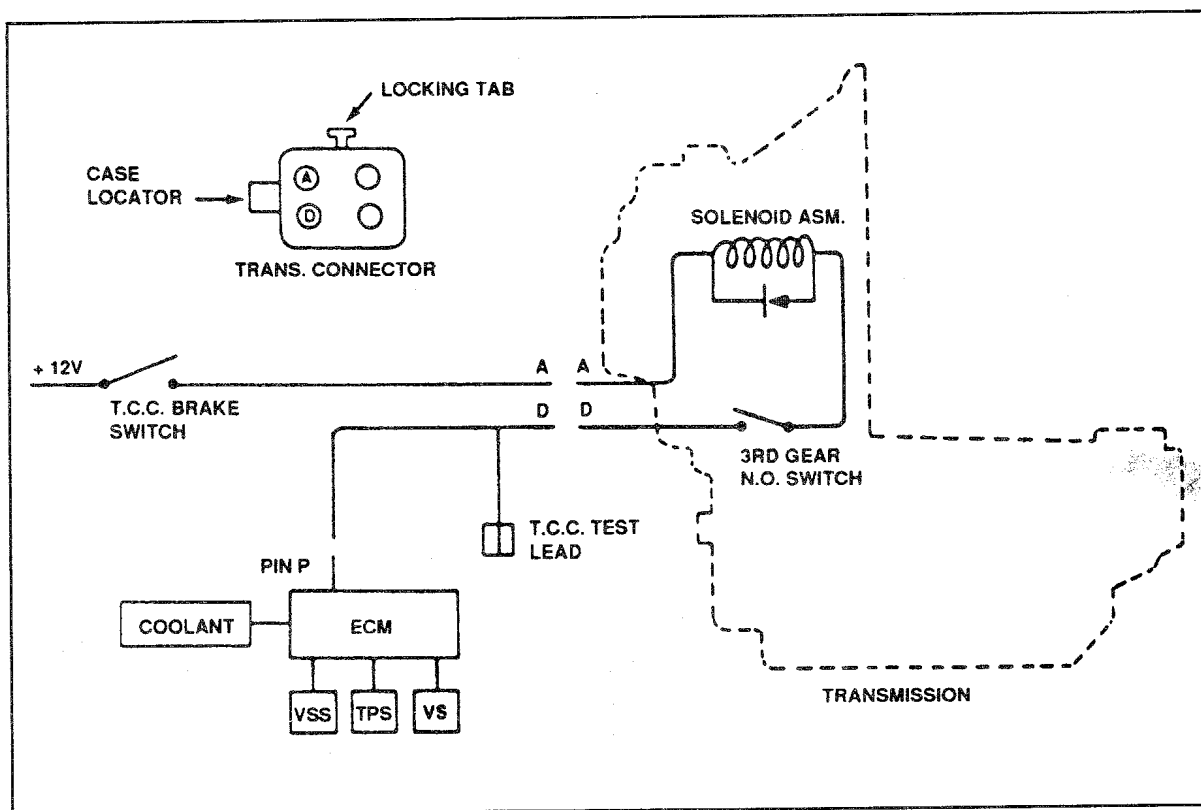 LOCKING TAB
CASE
LOCATOR
A
D
TRANS. CONNECTOR
SOLENOID ASM.
+ 12V
T.C.C. BRAKE
SWITCH
A A
D D
3RD GEAR
N.O. SWITCH
T.C.C. TEST
LEAD
PIN P
COOLANT
ECM
VSS
TPS
VS
TRANSMISSION